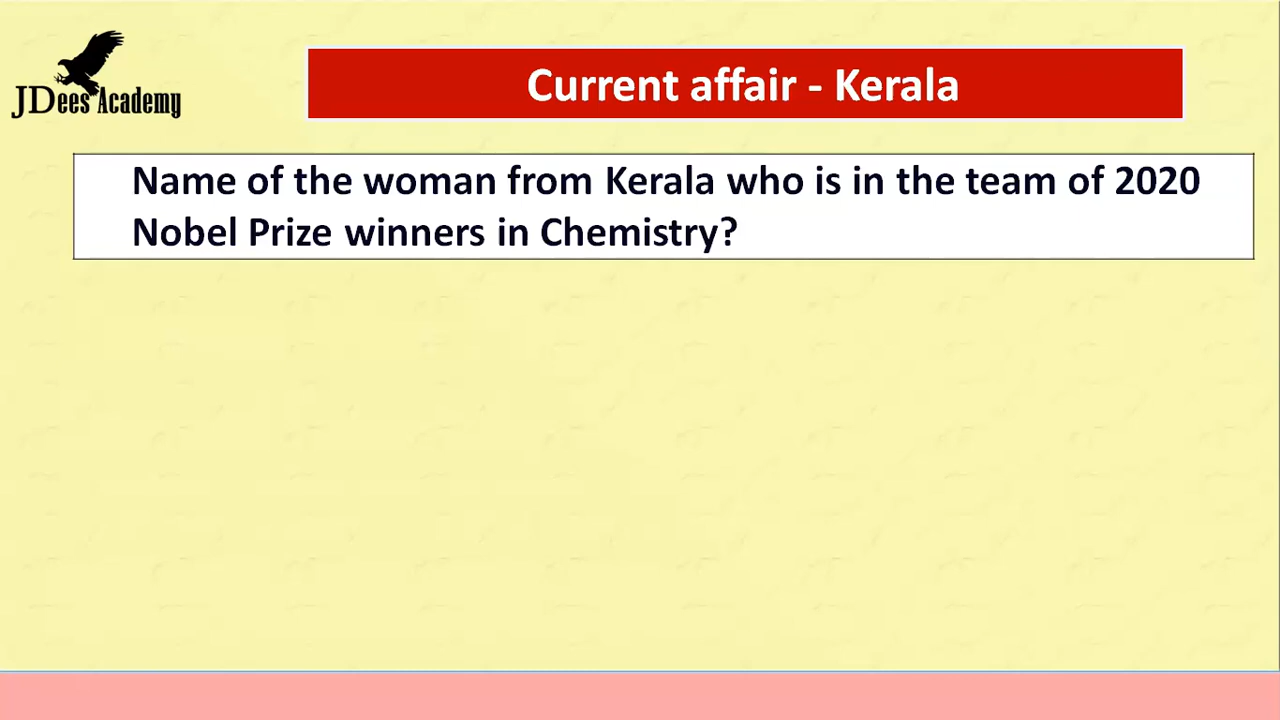 JDees Academy
Current affair - Kerala
Name of the woman from Kerala who is in the team of 2020
Nobel Prize winners in Chemistry?